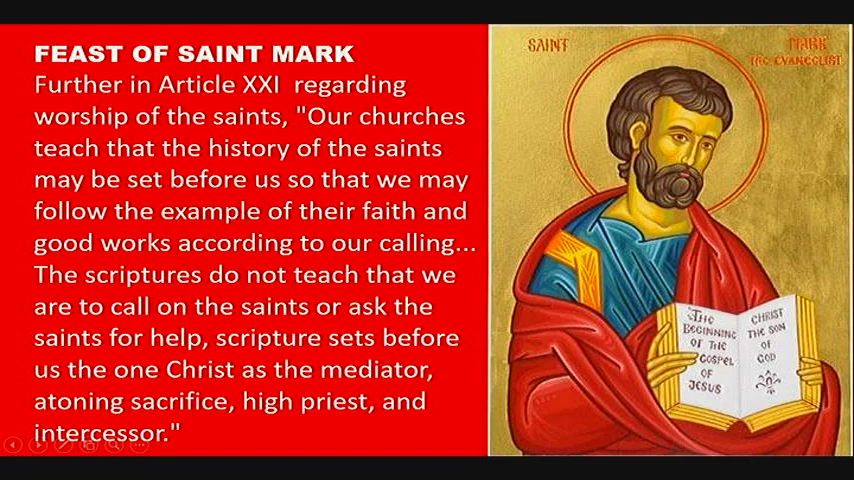 FEAST OF SAINT MARK
Further in Article XXI regarding
worship of the saints, "Our churches
teach that the history of the saints
may be set before us so that we may
follow the example of their faith and
good works according to our calling...
The scriptures do not teach that we
are to call on the saints or ask the
saints for help, scripture sets before
us the one Christ as the mediator,
atoning sacrifice, high priest, and
intercessor."
SAINT
MARK
THE EVANGELIST
THE
BEGINNING
OF THE
GOSPEL
OF
JESUS
CHRIST
THE SON
OF
GOD